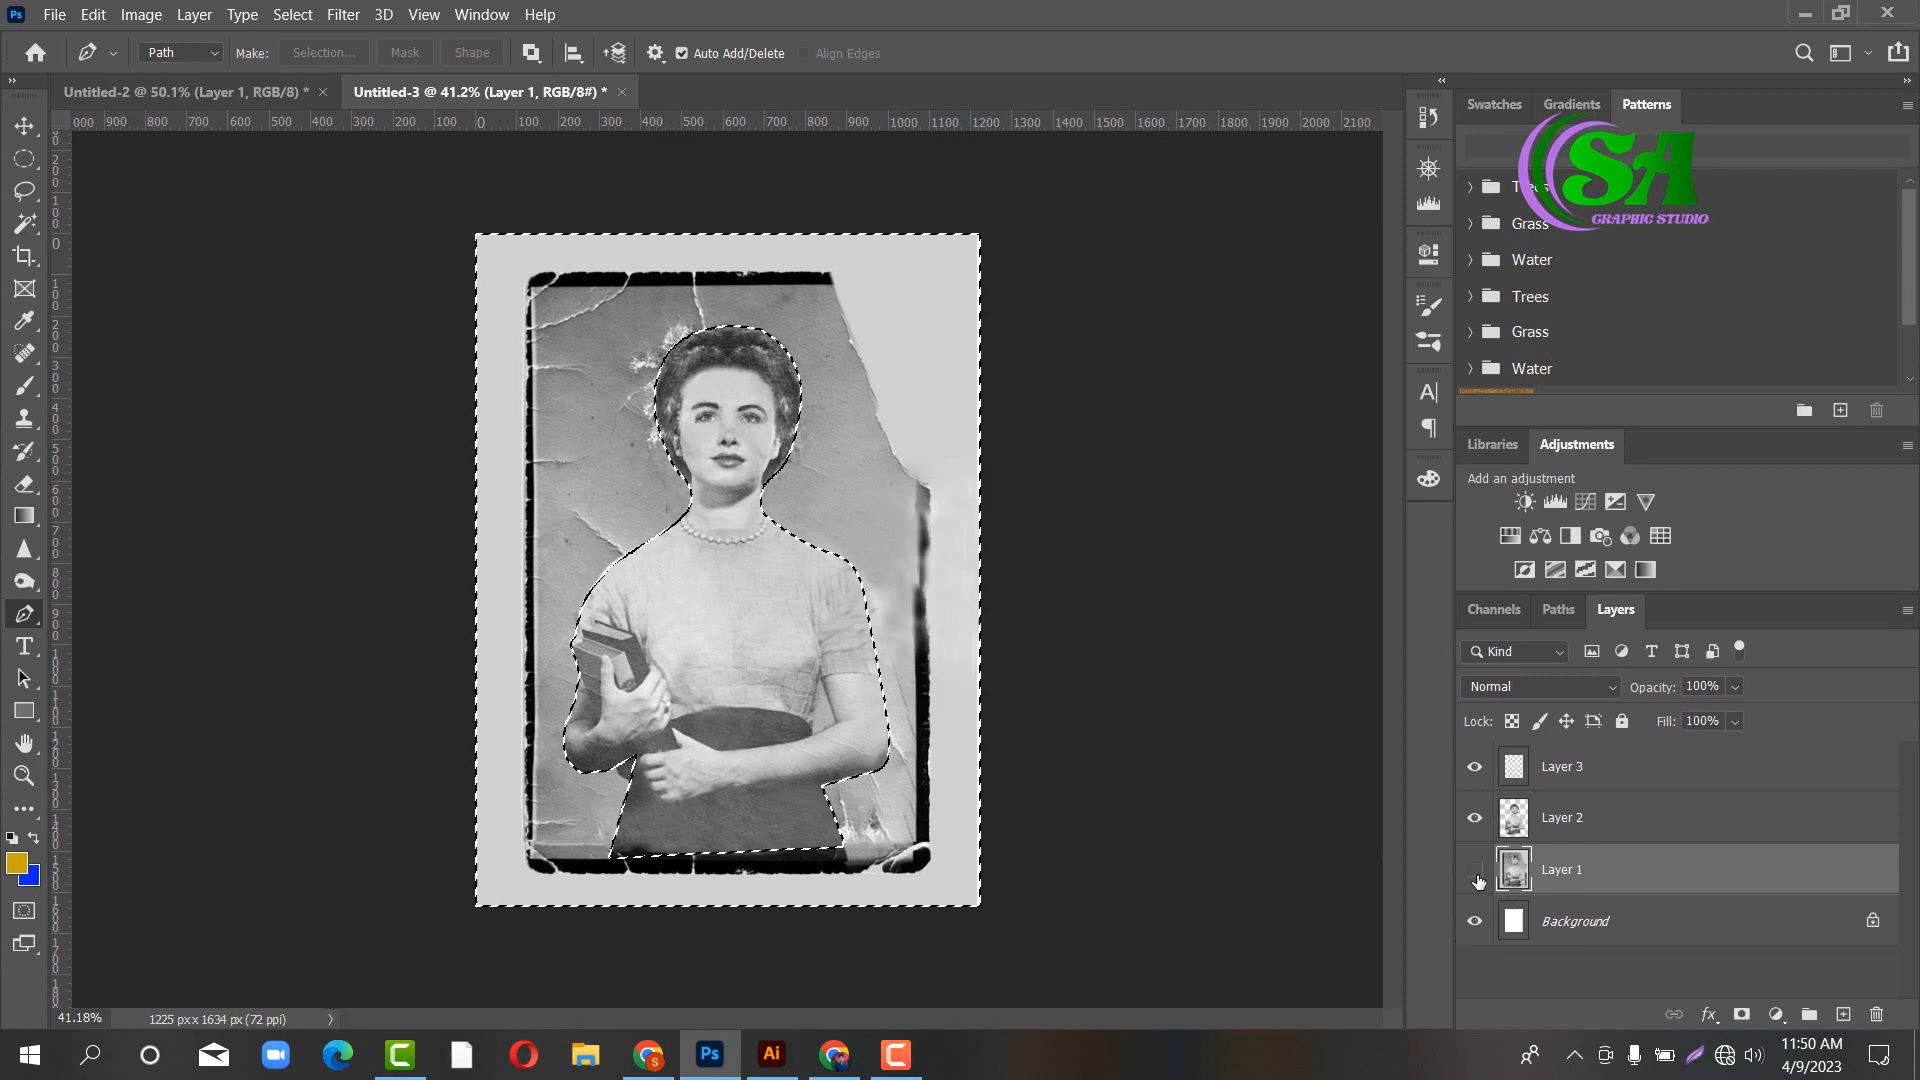 Ps File Edit Image Layer Type Select Filter 3D View Window Help
Path Make: Selection... Mask Shape Auto Add/Delete Align Edges
Untitled-2 @ 50.1% (Layer 1, RGB/8) * × Untitled-3 @ 41.2% (Layer 1, RGB/8#) * ×
000 900 800 700 600 500 400 300 200 100 0 100 200 300 400 500 600 700 800 900 1000 1100 1200 1300 1400 1500 1600 1700 1800 1900 2000 2100
Swatches Gradients Patterns
SA
GRAPHIC STUDIO
Trees
Grass
Water
Trees
Grass
Water
Libraries Adjustments
Add an adjustment
Channels Paths Layers
Kind
Normal Opacity: 100%
Lock: Fill: 100%
Layer 3
Layer 2
Layer 1
Background
fx
41.18% 1225 px x 1634 px (72 ppi)
Ps Ai
11:50 AM
4/9/2023